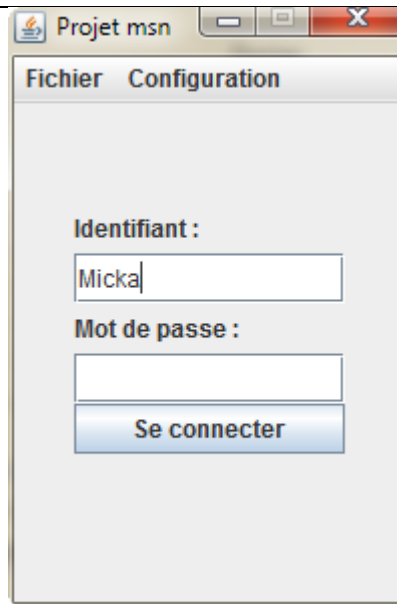 Projet msn
Fichier Configuration
Identifiant :
Micka
Mot de passe :
Se connecter